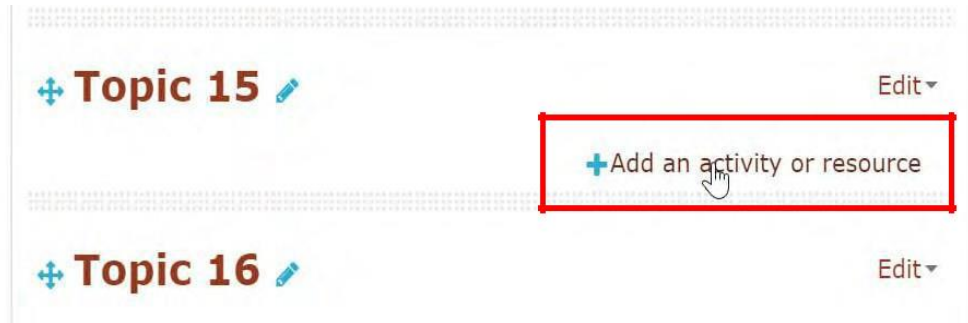 Topic 15
Edit
Add an activity or resource
Topic 16
Edit